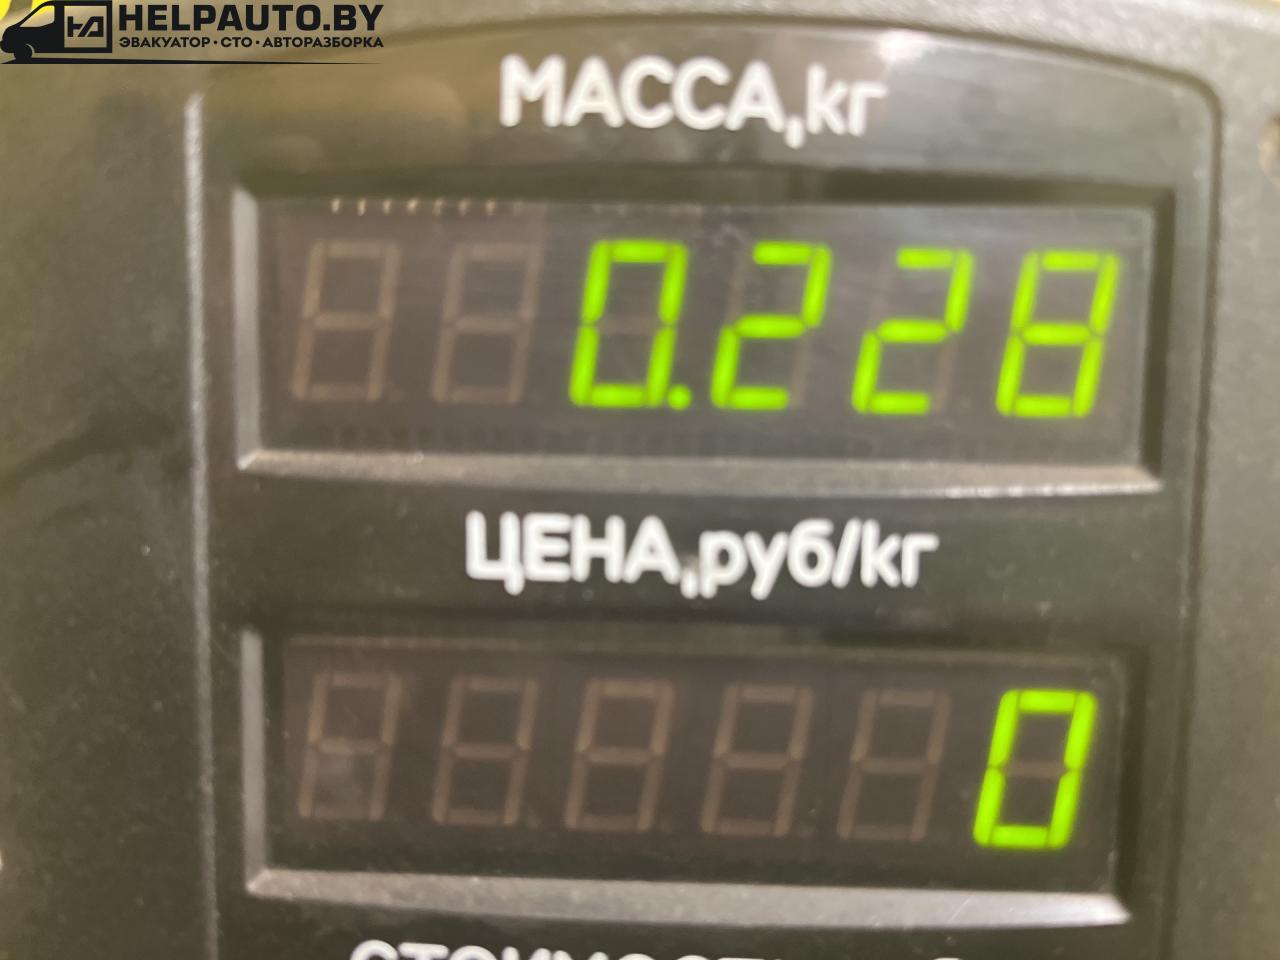 HELPAUTO.BY
ЭВАКУАТОР · СТО · АВТОРАЗБОРКА
МАССА,кг
0.228
ЦЕНА,руб/кг
0